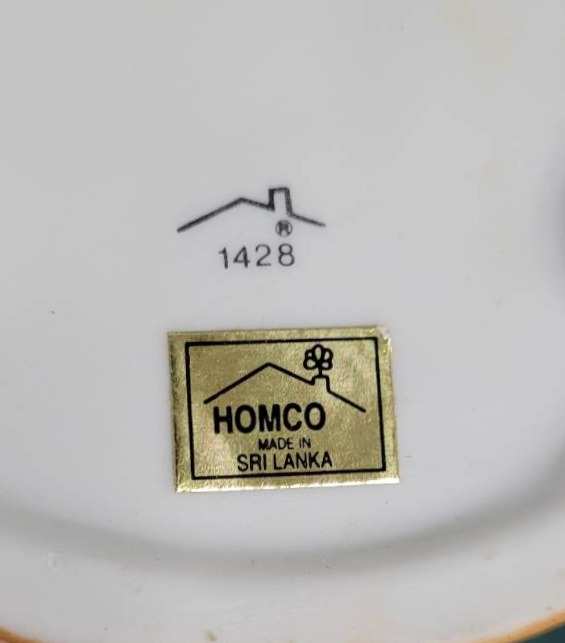 ®
1428
HOMCO
MADE IN
SRI LANKA